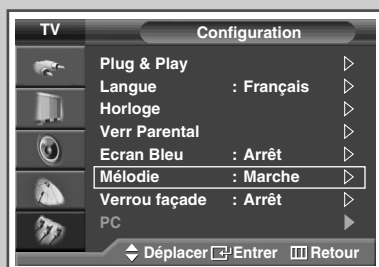 TV Configuration
Plug & Play
Langue : Français
Horloge
Verr Parental
Ecran Bleu : Arrêt
Mélodie : Marche
Verrou façade : Arrêt
PC
Déplacer Entrer Retour